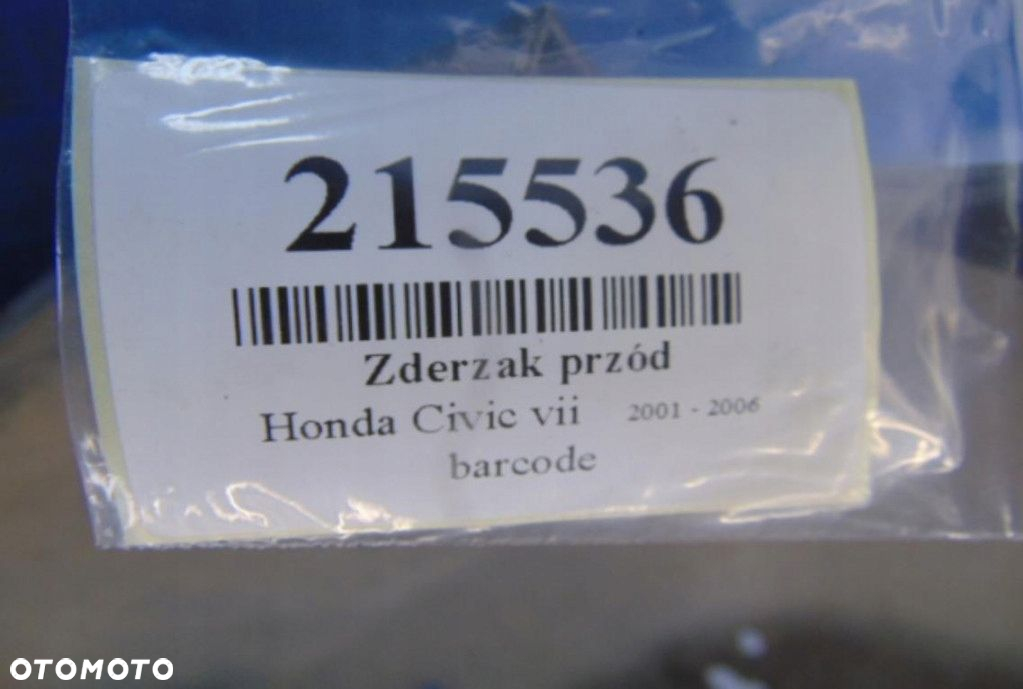 215536
Zderzak przód
Honda Civic vii 2001 - 2006
barcode
OTOMOTO